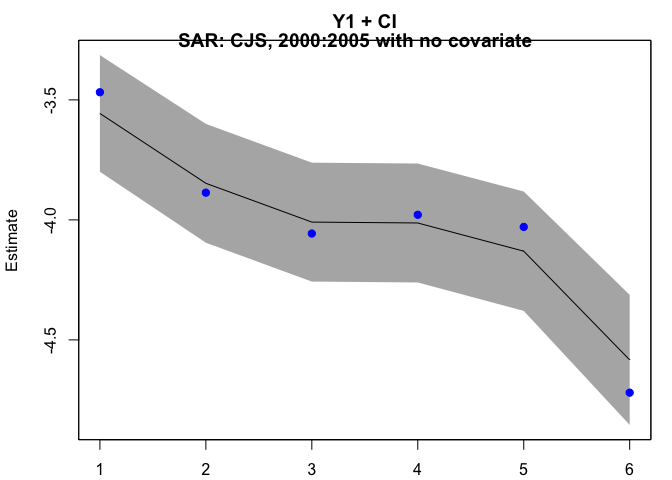 Y1 + CI
SAR: CJS, 2000:2005 with no covariate
Estimate
-3.5
-4.0
-4.5
1 2 3 4 5 6